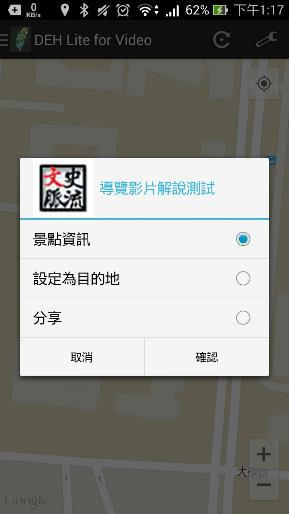 0
KB/s
62%
下午1:17
DEH Lite for Video
文史脈流
導覽影片解說測試
景點資訊
設定為目的地
分享
取消
確認
Google